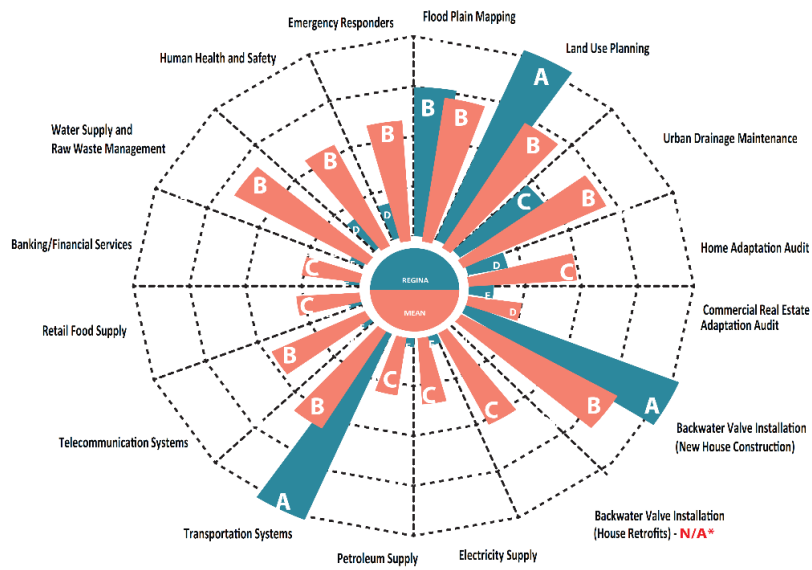 Emergency Responders
Flood Plain Mapping
Human Health and Safety
Land Use Planning
Water Supply and
Raw Waste Management
Urban Drainage Maintenance
Banking/Financial Services
Home Adaptation Audit
Retail Food Supply
Commercial Real Estate
Adaptation Audit
Telecommunication Systems
Backwater Valve Installation
(New House Construction)
Transportation Systems
Backwater Valve Installation
(House Retrofits) - N/A*
Petroleum Supply
Electricity Supply
REGINA
MEAN
B
B
A
B
C
B
D
C
E
D
A
B
C
C
C
A
B
B
C
C
B
D
B
D
B